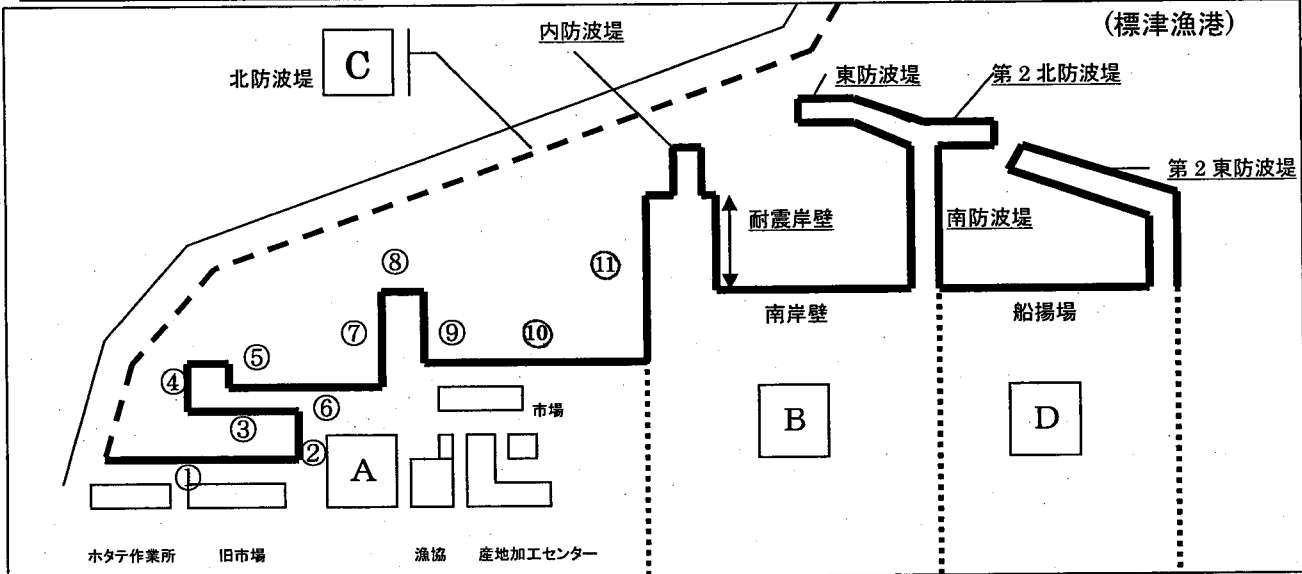 (標津漁港)
内防波堤
北防波堤
C
東防波堤
第2北防波堤
第2東防波堤
耐震岸壁
南防波堤
⑧
⑪
⑦
⑨
⑩
南岸壁
船揚場
⑤
④
⑥
③
②
①
市場
A
B
D
ホタテ作業所
旧市場
漁協
産地加工センター